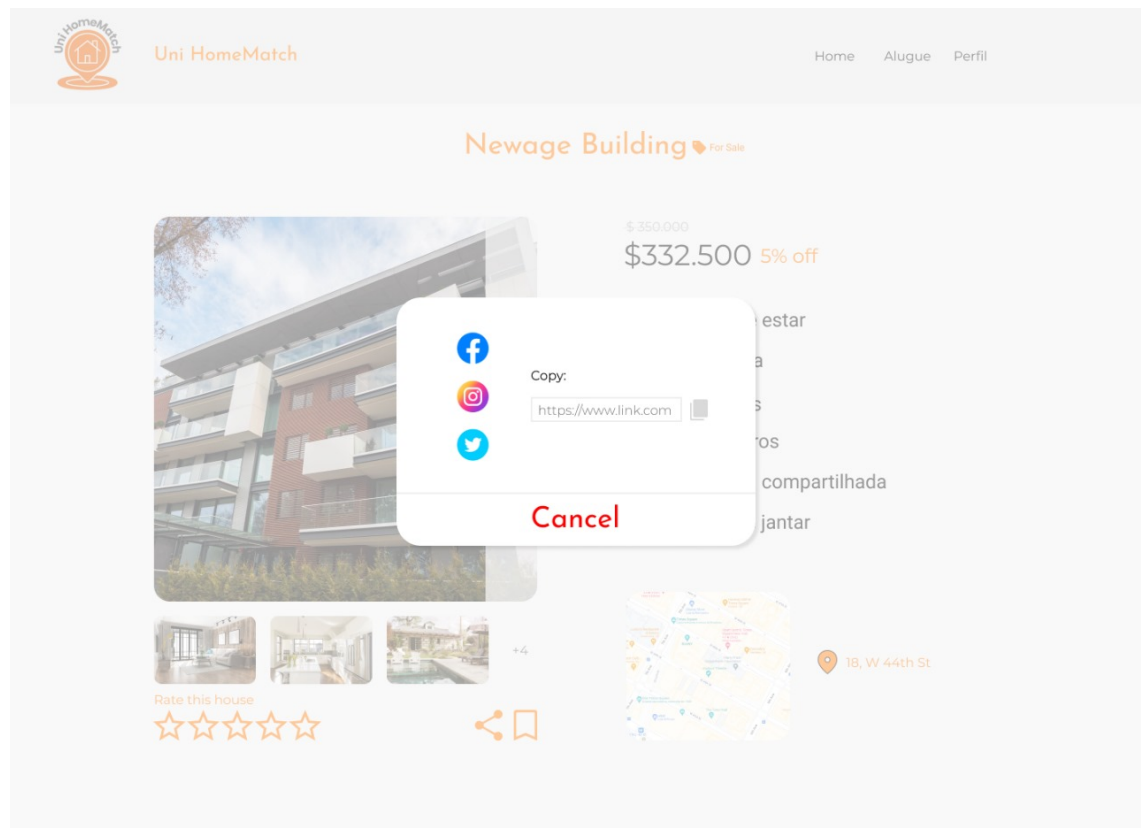 Uni HomeMatch
Uni HomeMatch
Home Alugue Perfil
Newage Building For Sale
$ 350.000
$332.500 5% off
estar
a
s
ros
compartilhada
jantar
Copy:
https://www.link.com
Cancel
+4
Rate this house
18, W 44th St